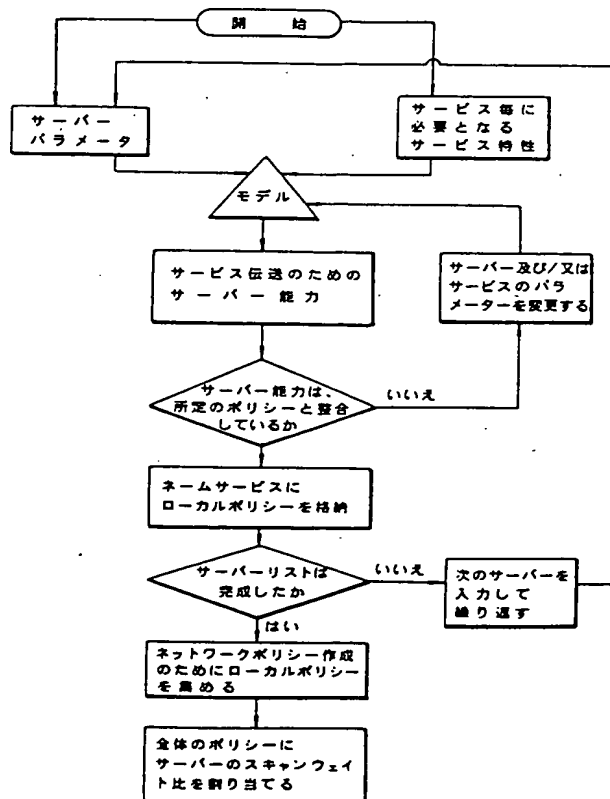 開始
サーバー
パラメータ
サービス毎に
必要となる
サービス特性
モデル
サービス伝送のための
サーバー能力
サーバー及び/又は
サービスのパラ
メーターを変更する
サーバー能力は、
所定のポリシーと整合
しているか
いいえ
ネームサービスに
ローカルポリシーを格納
サーバーリストは
完成したか
いいえ
次のサーバーを
入力して
繰り返す
はい
ネットワークポリシー作成
のためにローカルポリシー
を集める
全体のポリシーに
サーバーのスキャンウェイ
ト比を割り当てる